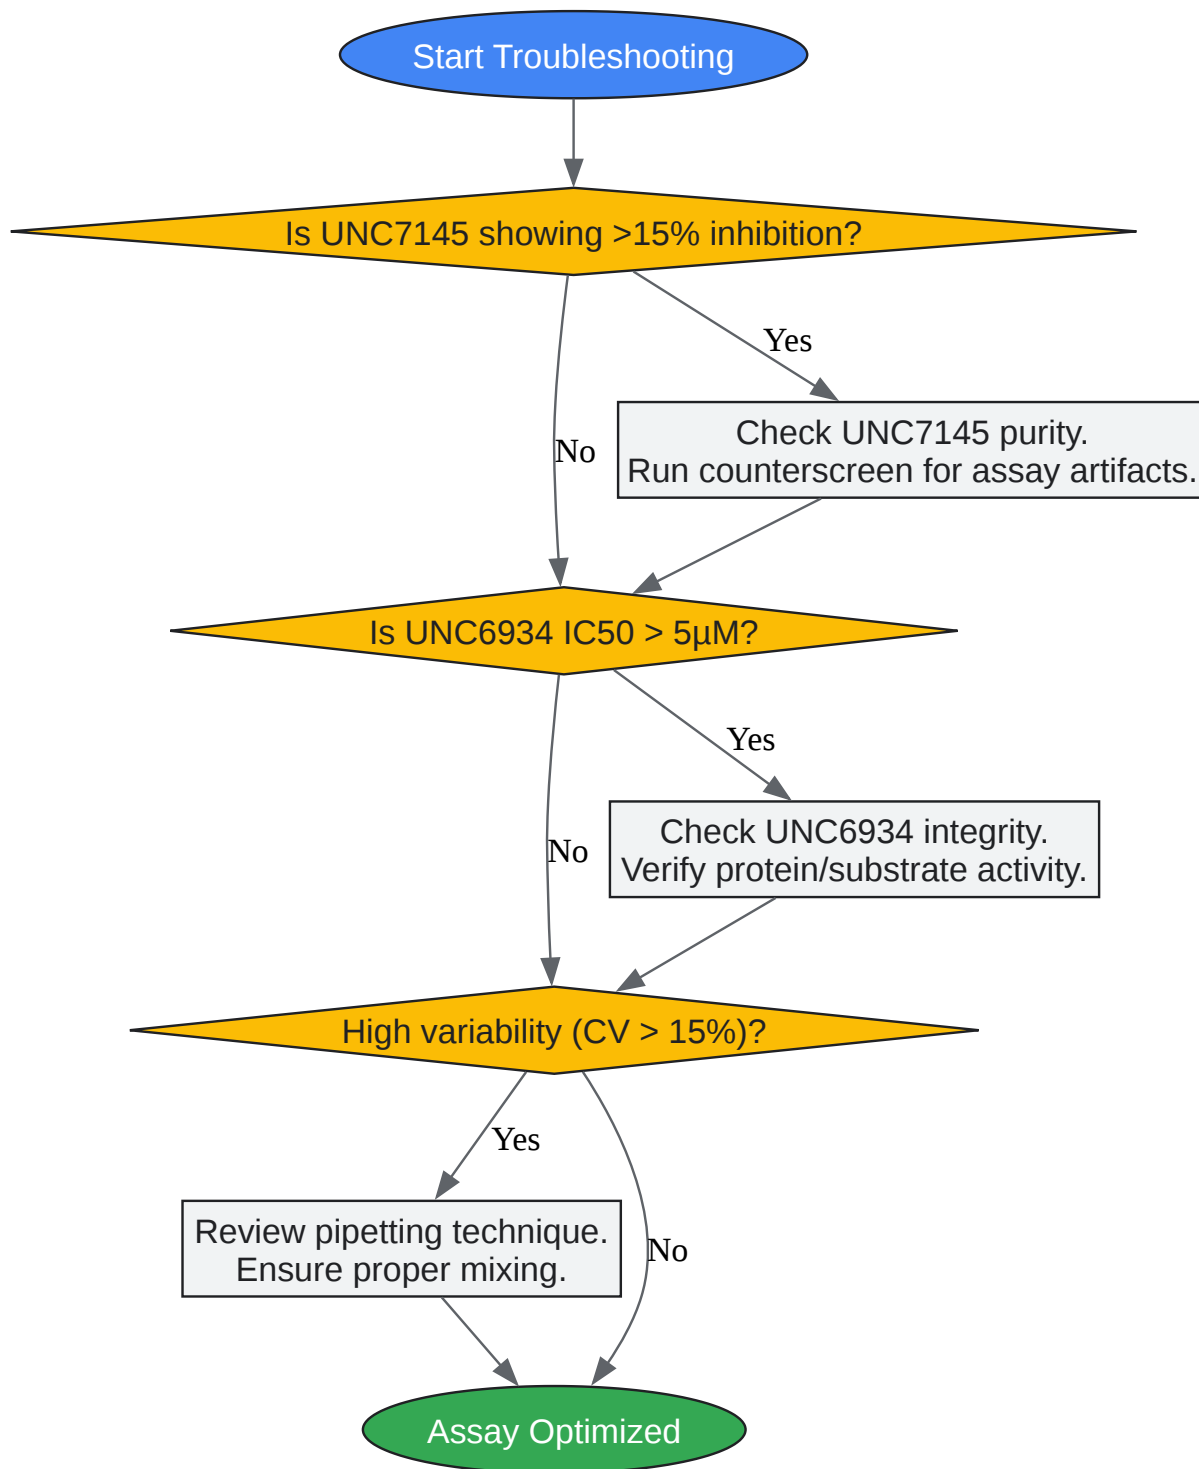 Start Troubleshooting
Is UNC7145 showing >15% inhibition?
Yes
Check UNC7145 purity.
Run counterscreen for assay artifacts.
No
Is UNC6934 IC50 > 5µM?
Yes
Check UNC6934 integrity.
Verify protein/substrate activity.
No
High variability (CV > 15%)?
Yes
Review pipetting technique.
Ensure proper mixing.
No
Assay Optimized